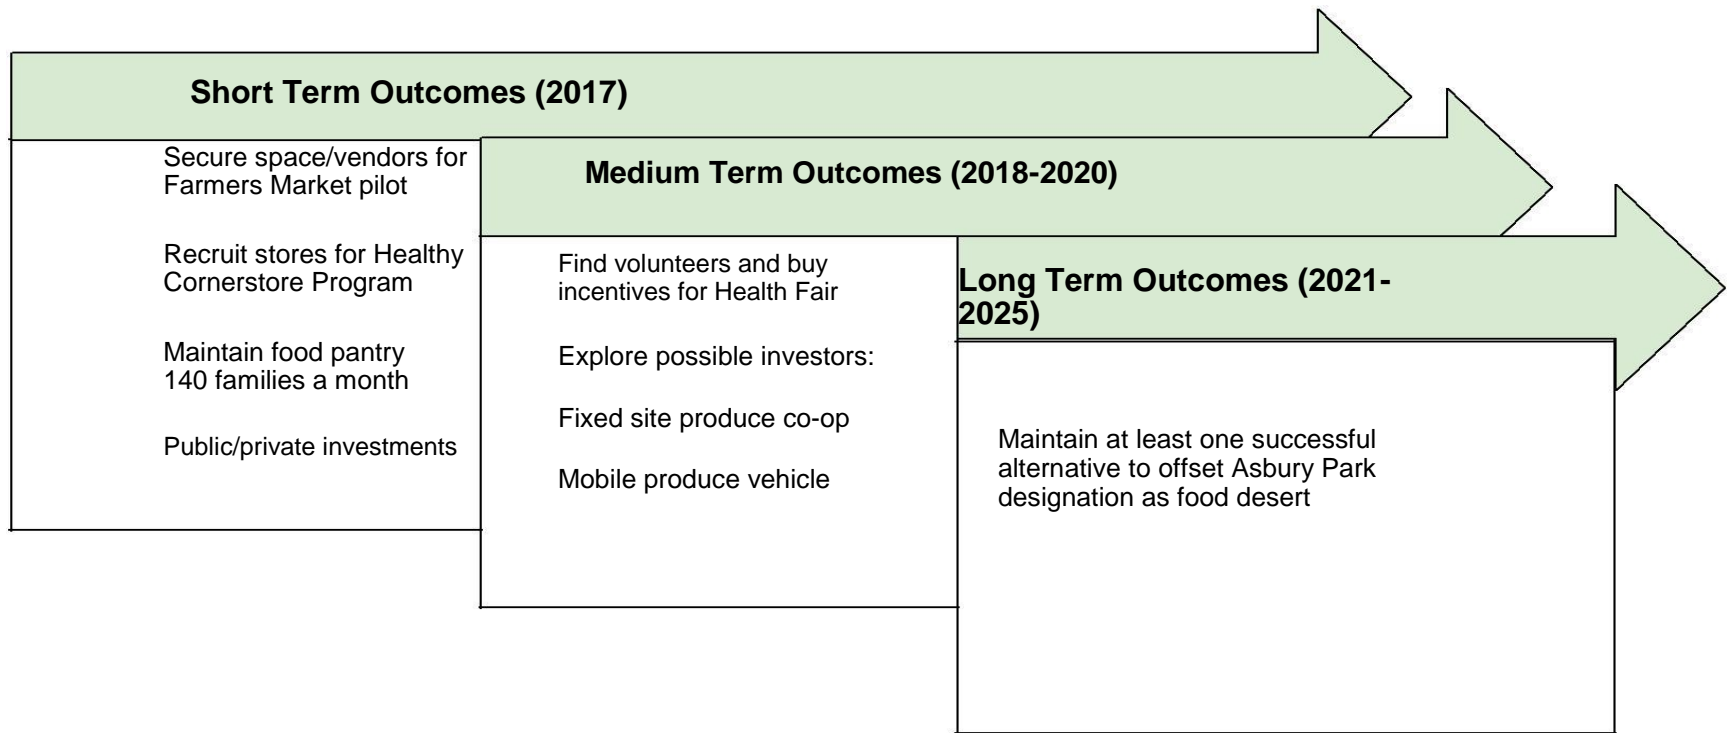 Short Term Outcomes (2017)
Secure space/vendors for
Farmers Market pilot
Recruit stores for Healthy
Cornerstore Program
Maintain food pantry
140 families a month
Public/private investments
Medium Term Outcomes (2018-2020)
Find volunteers and buy
incentives for Health Fair
Explore possible investors:
Fixed site produce co-op
Mobile produce vehicle
Long Term Outcomes (2021-
2025)
Maintain at least one successful
alternative to offset Asbury Park
designation as food desert